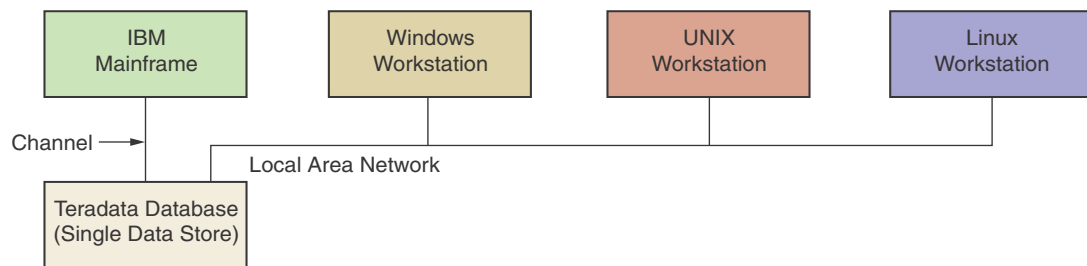 IBM
Mainframe
Windows
Workstation
UNIX
Workstation
Linux
Workstation
Channel
Local Area Network
Teradata Database
(Single Data Store)